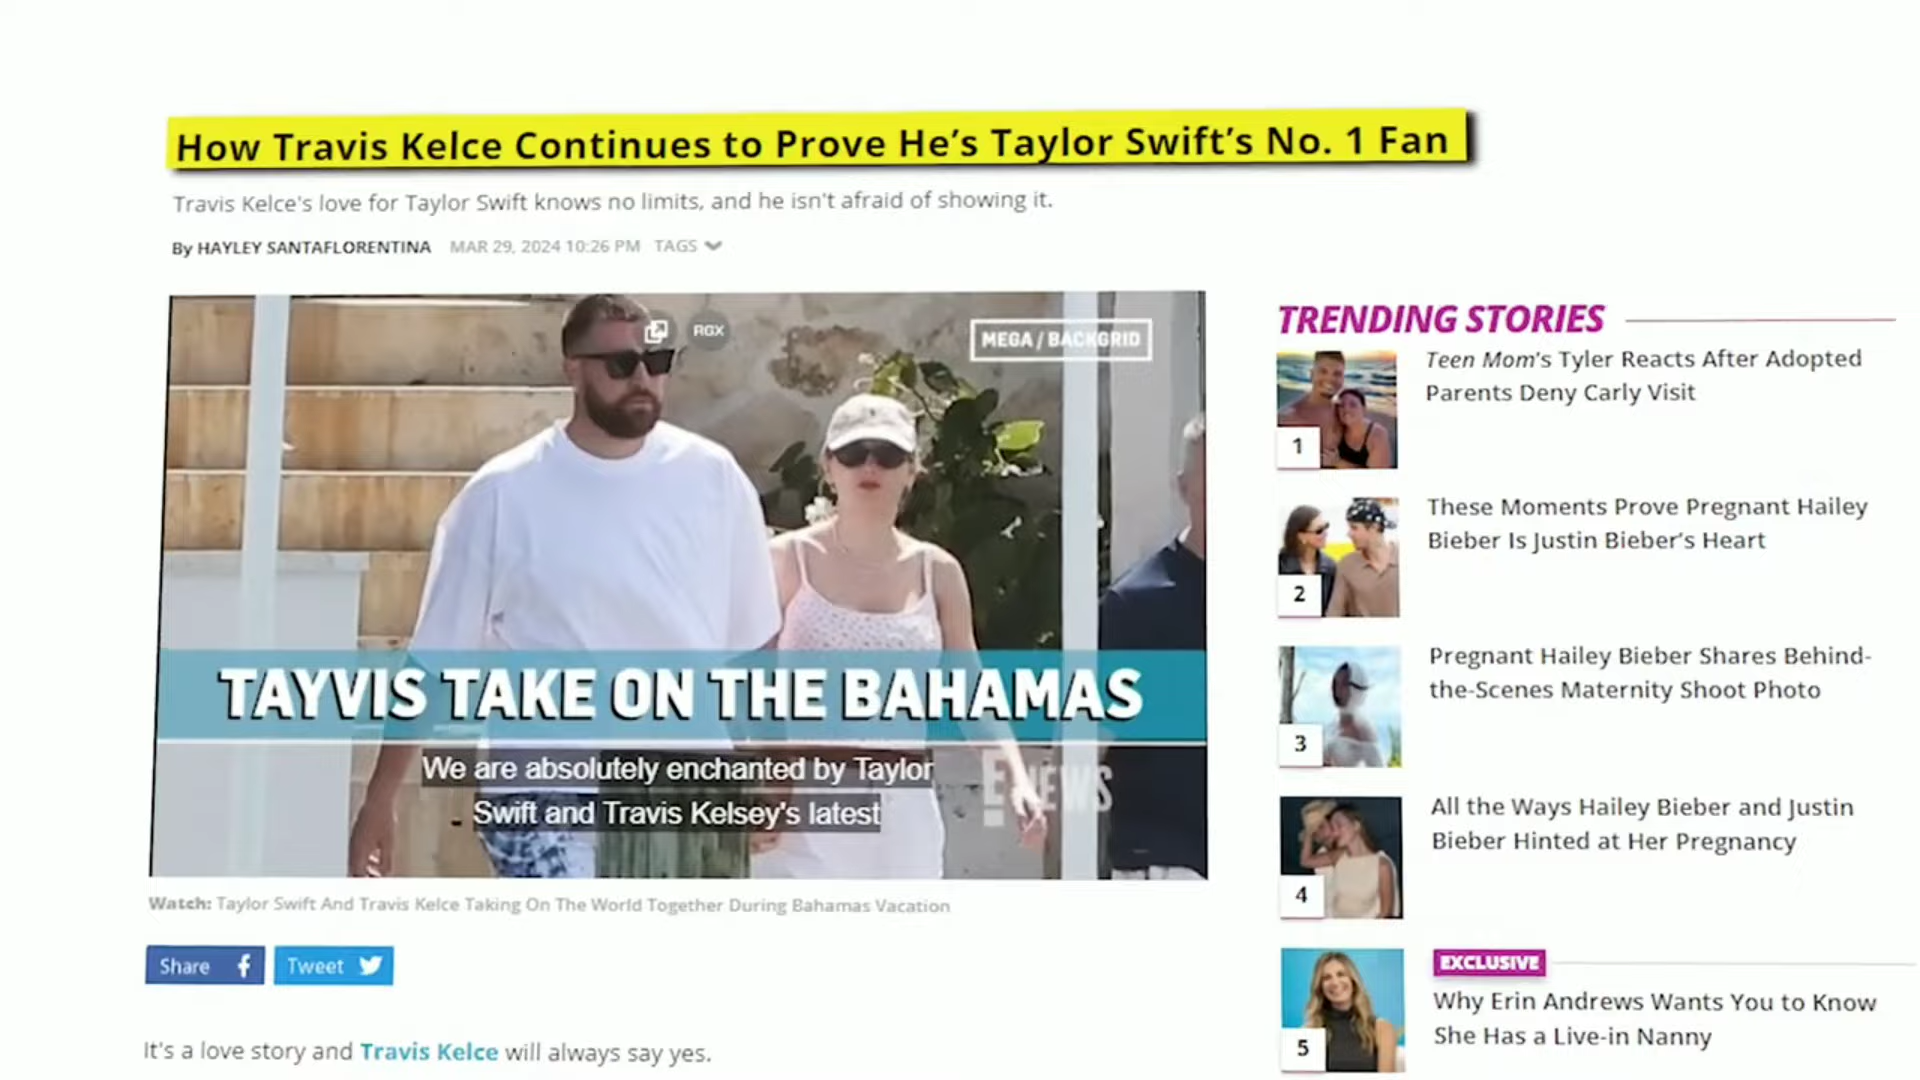 How Travis Kelce Continues to Prove He's Taylor Swift's No. 1 Fan
Travis Kelce's love for Taylor Swift knows no limits, and he isn't afraid of showing it.
By HAYLEY SANTAFLORENTINA MAR 29, 2024 10:26 PM TAGS
RGX
MEGA / BACKGRID
TAYVIS TAKE ON THE BAHAMAS
We are absolutely enchanted by Taylor
Swift and Travis Kelsey's latest
E NEWS
Watch: Taylor Swift And Travis Kelce Taking On The World Together During Bahamas Vacation
Share f
Tweet
It's a love story and Travis Kelce will always say yes.
TRENDING STORIES
1
Teen Mom's Tyler Reacts After Adopted
Parents Deny Carly Visit
2
These Moments Prove Pregnant Hailey
Bieber Is Justin Bieber's Heart
3
Pregnant Hailey Bieber Shares Behind-
the-Scenes Maternity Shoot Photo
4
All the Ways Hailey Bieber and Justin
Bieber Hinted at Her Pregnancy
5
EXCLUSIVE
Why Erin Andrews Wants You to Know
She Has a Live-in Nanny